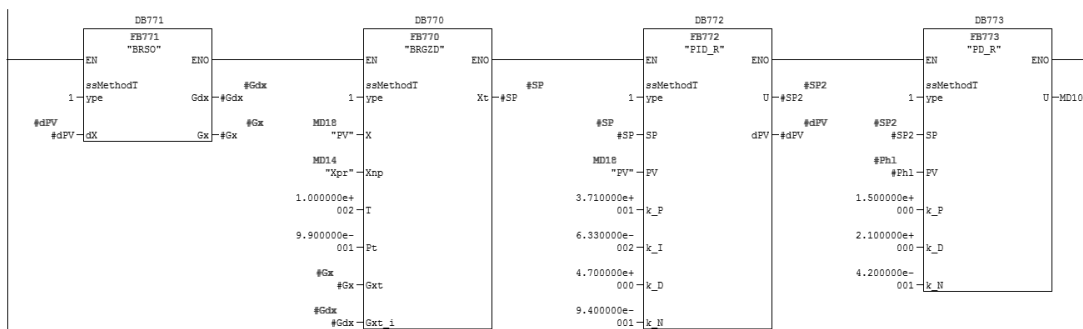 DB771
FB771
"BRSO"
EN ENO
ssMethodT
1 ype
#Gdx
Gdx #Gdx
#dPV
#dPV dX
#Gx
Gx #Gx
DB770
FB770
"BRGZD"
EN ENO
ssMethodT
1 ype
#SP
Xt #SP
MD18
"PV" X
MD14
"Xpr" Xnp
1.000000e+
002 T
9.900000e-
001 Pt
#Gx
#Gx Gxt
#Gdx
#Gdx Gxt_i
DB772
FB772
"PID_R"
EN ENO
ssMethodT
1 ype
#SP2
U #SP2
#SP
#SP SP
#dPV
dPV #dPV
MD18
"PV" PV
3.710000e+
001 k_P
6.330000e-
002 k_I
4.700000e+
000 k_D
9.400000e-
001 k_N
DB773
FB773
"PD_R"
EN ENO
ssMethodT
1 ype
U MD10
#SP2
#SP2 SP
#Phl
#Phl PV
1.500000e+
000 k_P
2.100000e+
000 k_D
4.200000e-
001 k_N